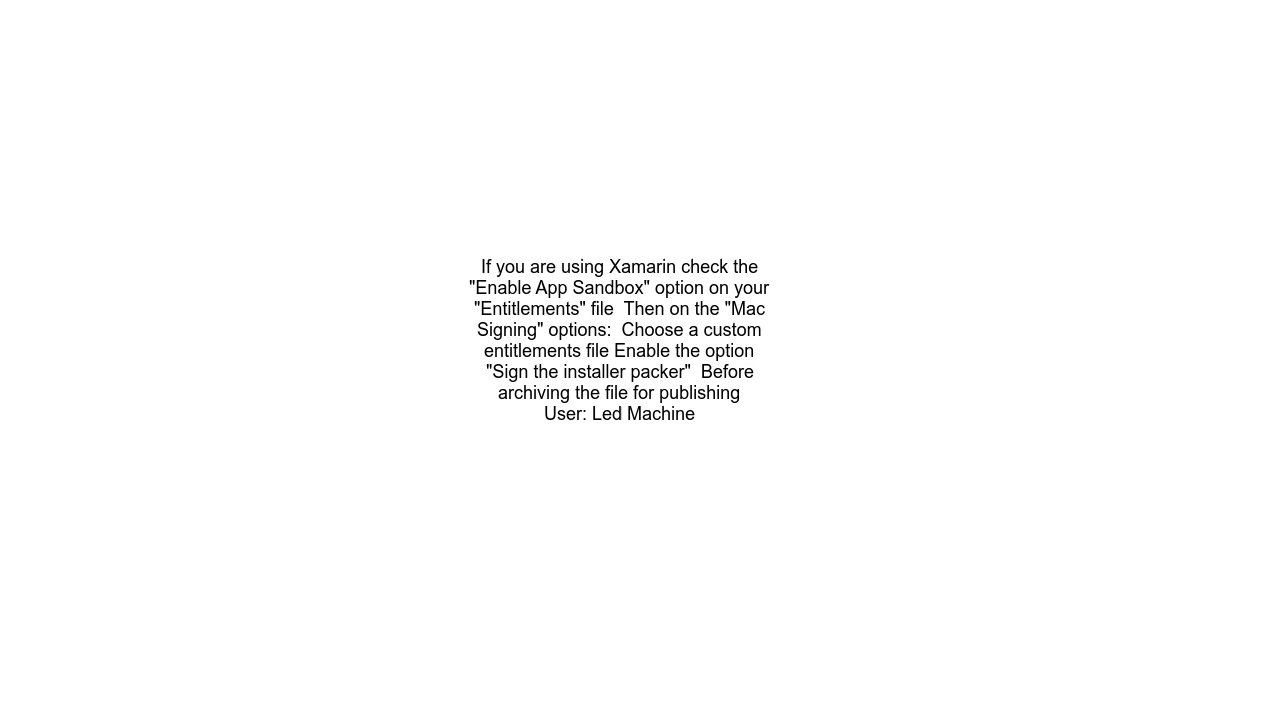 If you are using Xamarin check the
"Enable App Sandbox" option on your
"Entitlements" file  Then on the "Mac
Signing" options:  Choose a custom
entitlements file Enable the option
"Sign the installer packer"  Before
archiving the file for publishing
User: Led Machine